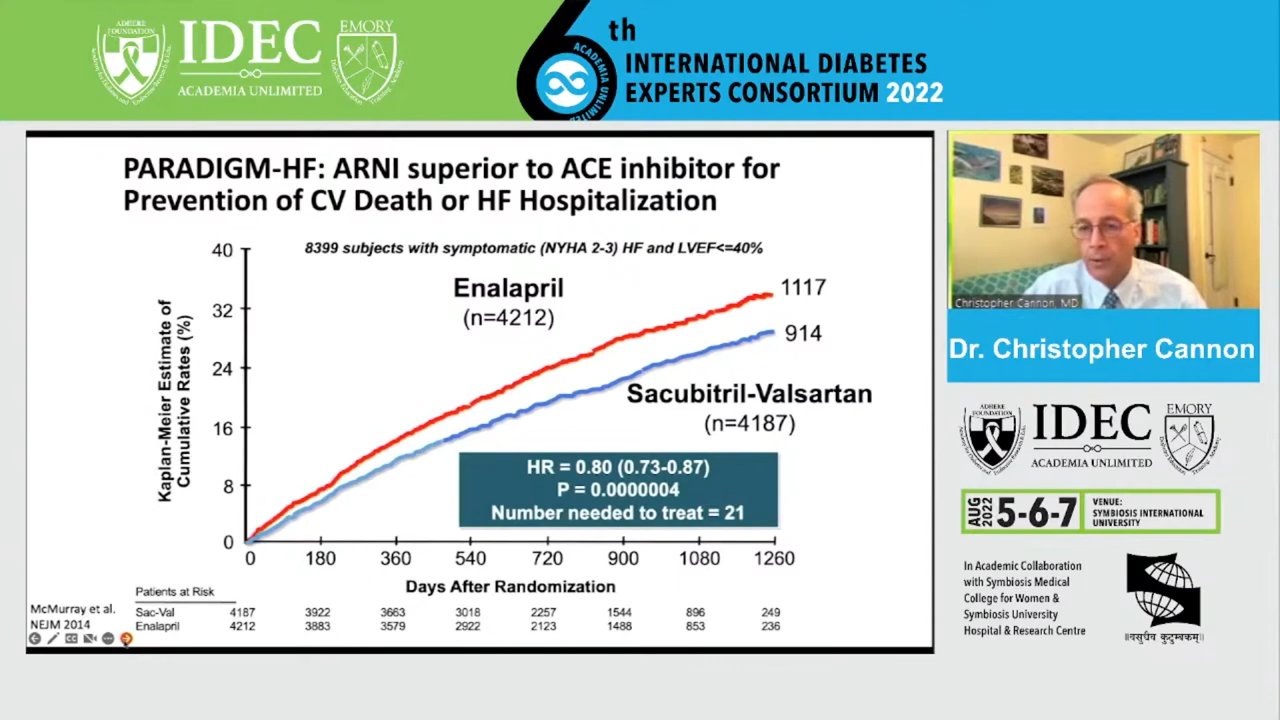 ADHERE
FOUNDATION
IDEC
ACADEMIA UNLIMITED
EMORY
6th
ACADEMIA UNLIMITED
INTERNATIONAL DIABETES
EXPERTS CONSORTIUM 2022
PARADIGM-HF: ARNI superior to ACE inhibitor for
Prevention of CV Death or HF Hospitalization
8399 subjects with symptomatic (NYHA 2-3) HF and LVEF<=40%
Kaplan-Meier Estimate of
Cumulative Rates (%)
40
32
24
16
8
0
Enalapril
(n=4212)
1117
914
Sacubitril-Valsartan
(n=4187)
HR = 0.80 (0.73-0.87)
P = 0.0000004
Number needed to treat = 21
0 180 360 540 720 900 1080 1260
Days After Randomization
Patients at Risk
Sac-Val 4187 3922 3663 3018 2257 1544 896 249
Enalapril 4212 3883 3579 2922 2123 1488 853 236
McMurray et al.
NEJM 2014
Christopher Cannon, MD
Dr. Christopher Cannon
ADHERE
FOUNDATION
IDEC
ACADEMIA UNLIMITED
EMORY
AUG 2022 5-6-7
VENUE:
SYMBIOSIS INTERNATIONAL
UNIVERSITY
In Academic Collaboration
with Symbiosis Medical
College for Women &
Symbiosis University
Hospital & Research Centre
॥वसुधैव कुटुम्बकम्॥